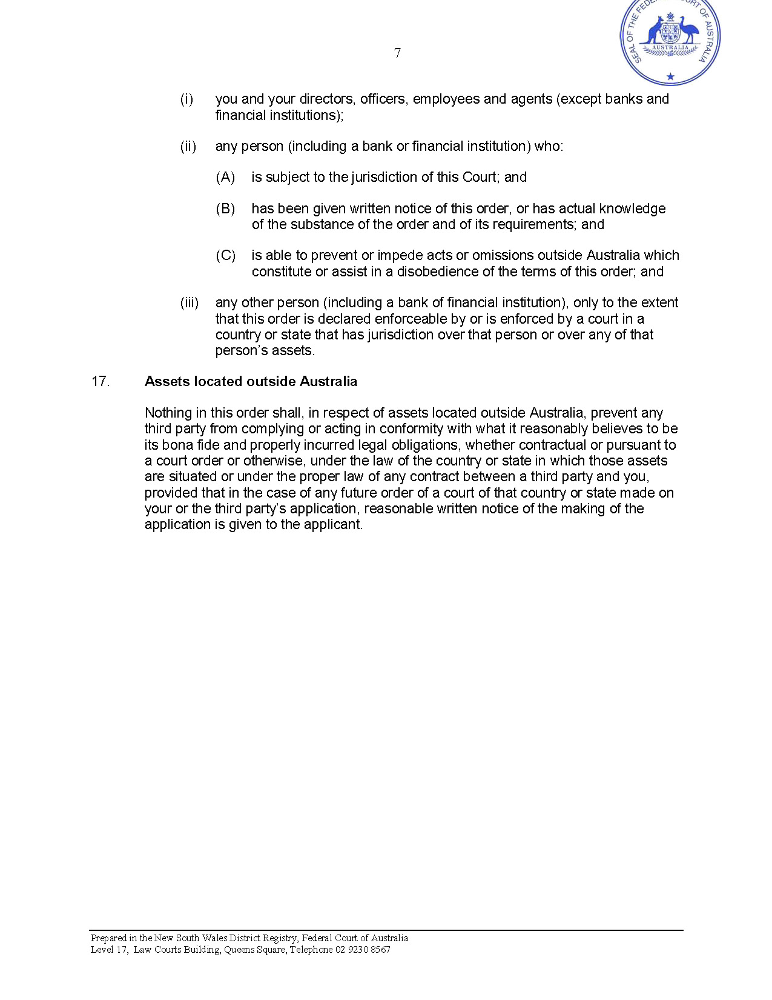 SEAL OF THE FEDERAL COURT OF AUSTRALIA
AUSTRALIA
7
(i) you and your directors, officers, employees and agents (except banks and
financial institutions);
(ii) any person (including a bank or financial institution) who:
(A) is subject to the jurisdiction of this Court; and
(B) has been given written notice of this order, or has actual knowledge
of the substance of the order and of its requirements; and
(C) is able to prevent or impede acts or omissions outside Australia which
constitute or assist in a disobedience of the terms of this order; and
(iii) any other person (including a bank of financial institution), only to the extent
that this order is declared enforceable by or is enforced by a court in a
country or state that has jurisdiction over that person or over any of that
person’s assets.
17. Assets located outside Australia
Nothing in this order shall, in respect of assets located outside Australia, prevent any
third party from complying or acting in conformity with what it reasonably believes to be
its bona fide and properly incurred legal obligations, whether contractual or pursuant to
a court order or otherwise, under the law of the country or state in which those assets
are situated or under the proper law of any contract between a third party and you,
provided that in the case of any future order of a court of that country or state made on
your or the third party’s application, reasonable written notice of the making of the
application is given to the applicant.
Prepared in the New South Wales District Registry, Federal Court of Australia
Level 17, Law Courts Building, Queens Square, Telephone 02 9230 8567